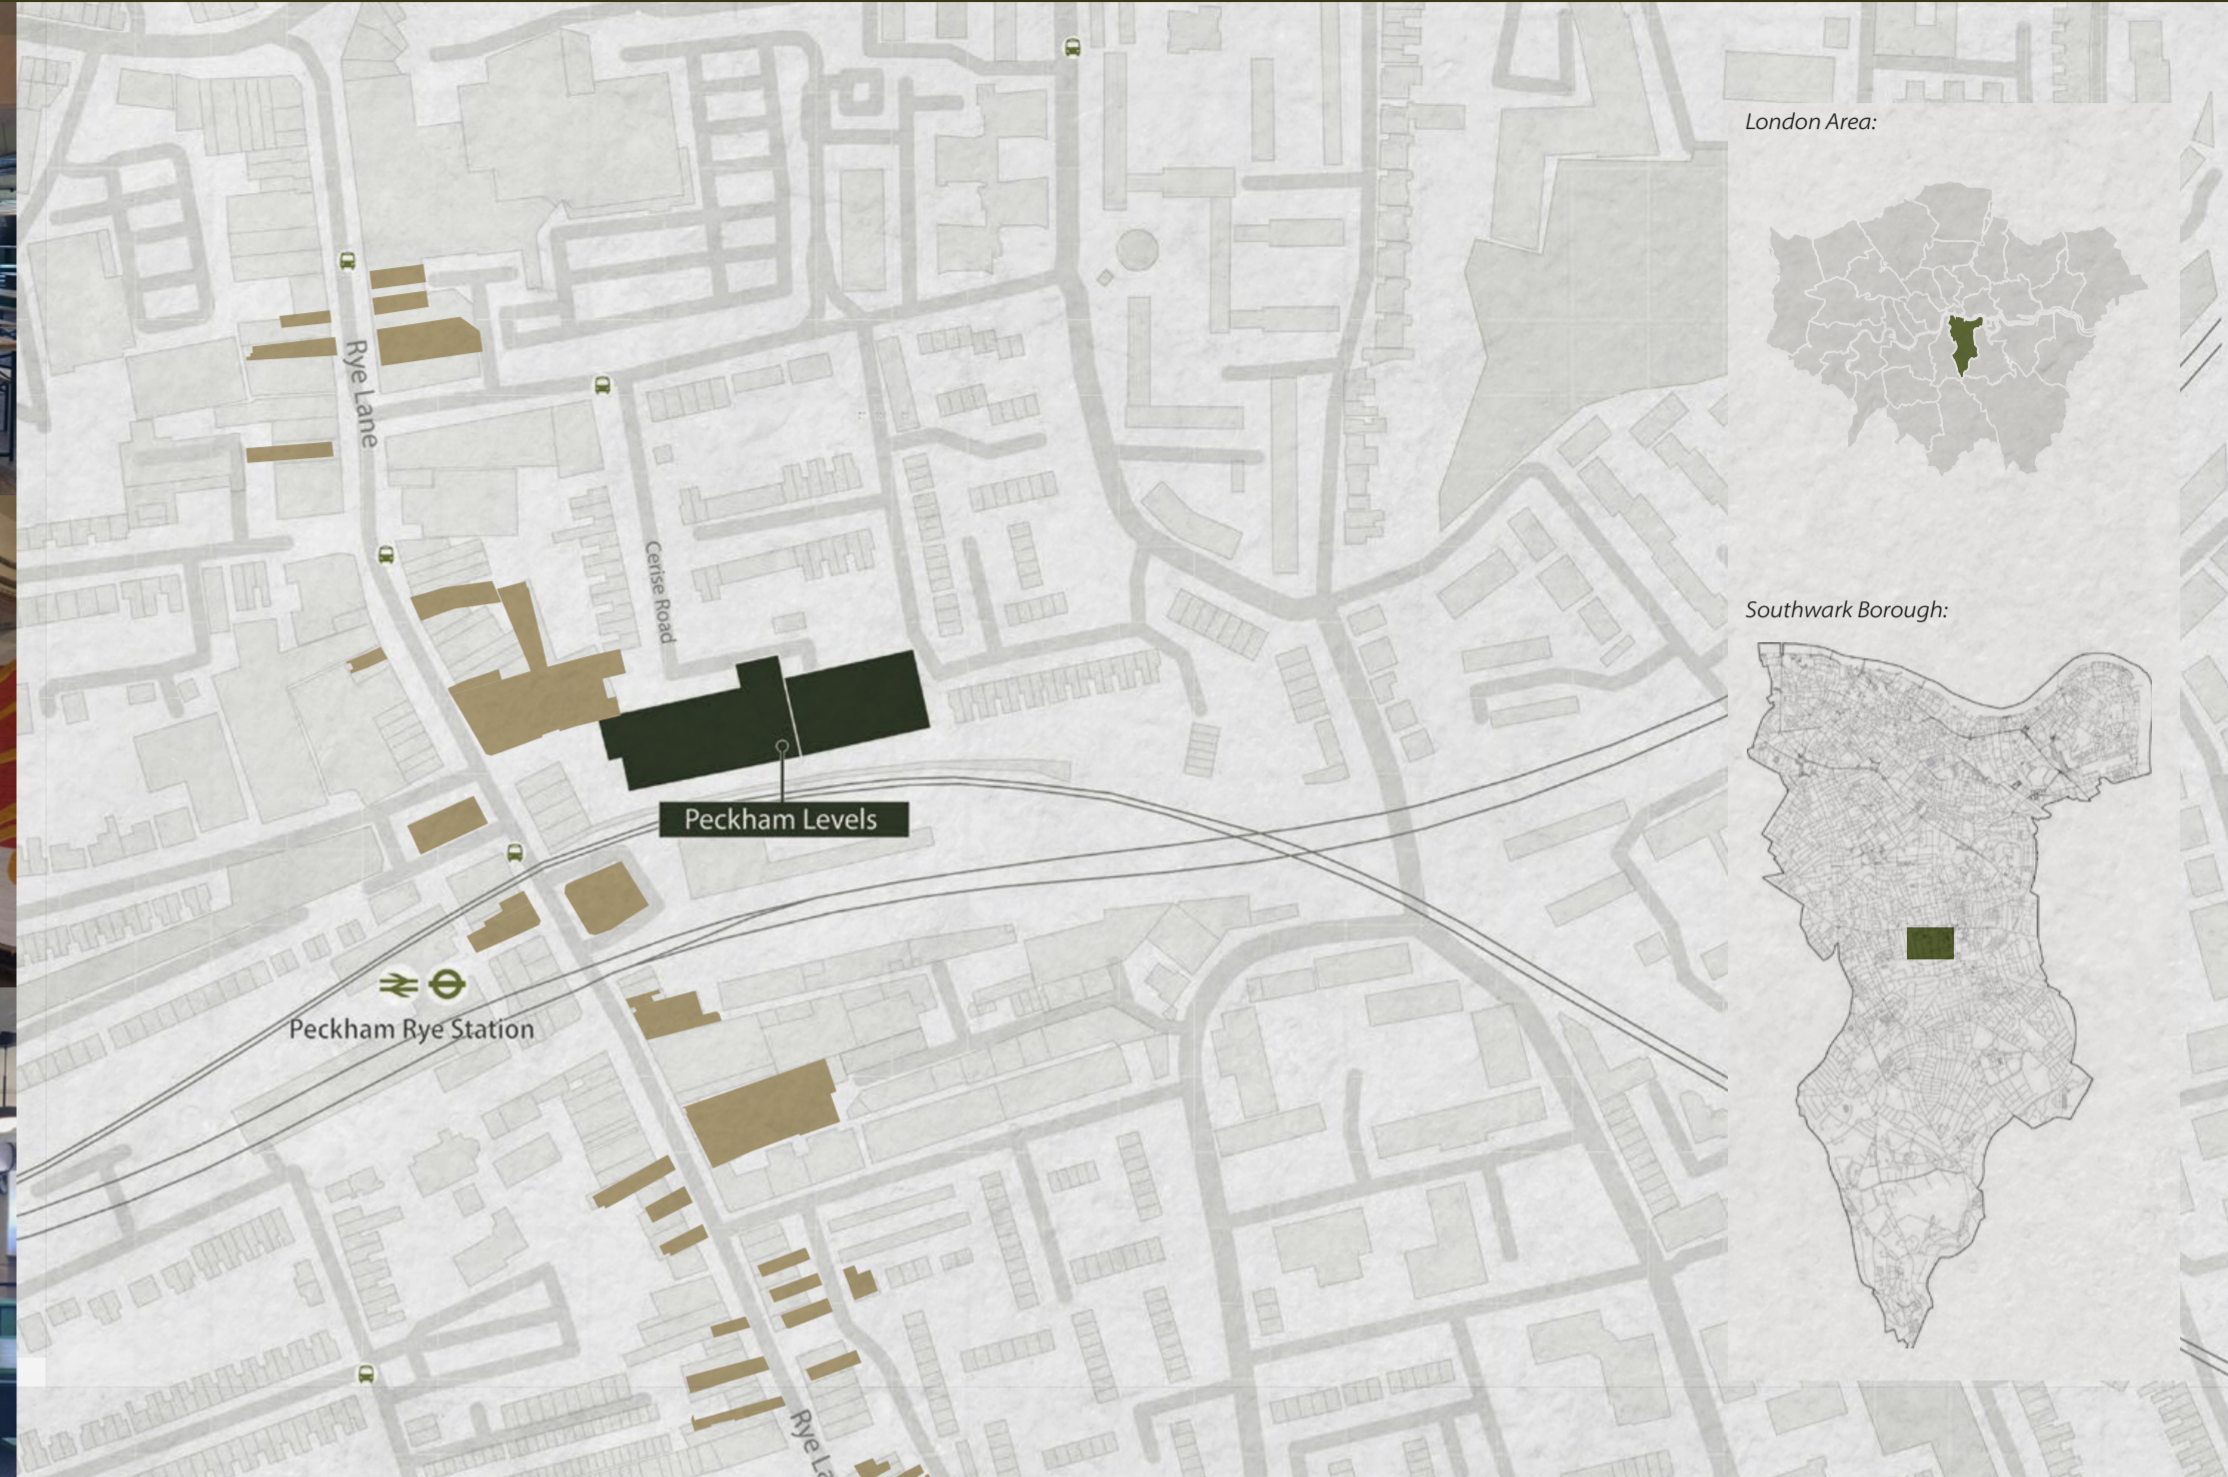 London Area:
Rye Lane
Cerise Road
Southwark Borough:
Peckham Levels
Peckham Rye Station
Rye La